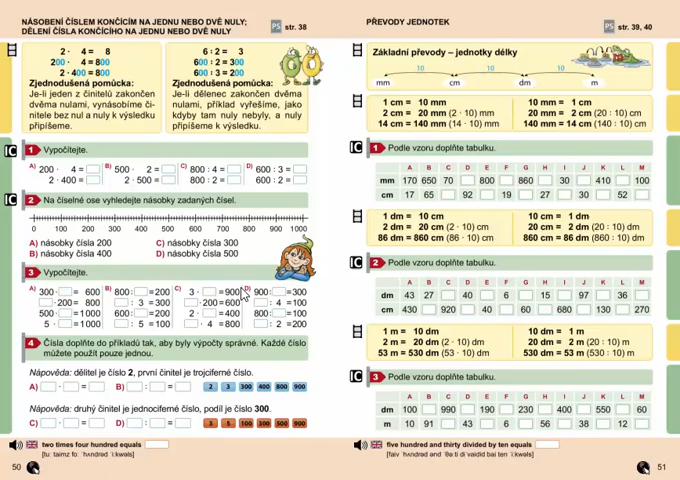 NÁSOBENÍ ČÍSLEM KONČICÍM NA JEDNU NEBO DVĚ NULY;
DĚLENÍ ČÍSLA KONČICÍHO NA JEDNU NEBO DVĚ NULY
PS str. 38
2 · 4 = 8
200 · 4 = 800
2 · 400 = 800
Zjednodušená pomůcka:
Je-li jeden z činitelů zakončen
dvěma nulami, vynásobíme či-
nitele bez nul a nuly k výsledku
připíšeme.
6 : 2 = 3
600 : 2 = 300
600 : 3 = 200
Zjednodušená pomůcka:
Je-li dělenec zakončen dvěma
nulami, příklad vyřešíme, jako
kdyby tam nuly nebyly, a nuly
připíšeme k výsledku.
1 Vypočítejte.
A) 200 · 4 = B) 500 · 2 = C) 800 : 4 = D) 600 : 3 =
2 · 400 = 2 · 500 = 800 : 2 = 600 : 2 =
2 Na číselné ose vyhledejte násobky zadaných čísel.
0 100 200 300 400 500 600 700 800 900 1000
A) násobky čísla 200 C) násobky čísla 300
B) násobky čísla 400 D) násobky čísla 500
3 Vypočítejte.
A) 300 · = 600 B) 800 : = 200 C) 3 · = 900 D) 900 : = 300
· 200 = 800 : 3 = 300 · 200 = 600 : 4 = 100
500 · = 1000 600 : = 200 2 · = 400 800 : = 100
· 5 = 1000 : 5 = 100 · 4 = 800 : 2 = 200
4 Čísla doplňte do příkladů tak, aby byly výpočty správné. Každé číslo
můžete použít pouze jednou.
Nápověda: dělitel je číslo 2, první činitel je trojciferné číslo.
A) · = B) : = 2 3 300 400 800 900
Nápověda: druhý činitel je jednociferné číslo, podíl je číslo 300.
C) · = D) : = 3 5 100 300 500 900
two times four hundred equals
50
PŘEVODY JEDNOTEK
PS str. 39, 40
Základní převody – jednotky délky
10 10 10
mm cm dm m
1 cm = 10 mm 10 mm = 1 cm
2 cm = 20 mm (2 · 10) mm 20 mm = 2 cm (20 : 10) cm
14 cm = 140 mm (14 · 10) mm 140 mm = 14 cm (140 : 10) cm
1 Podle vzoru doplňte tabulku.
A B C D E F G H I J K L M
mm 170 650 70 800 860 30 410 100
cm 17 65 92 19 27 30 52
1 dm = 10 cm 10 cm = 1 dm
2 dm = 20 cm (2 · 10) cm 20 cm = 2 dm (20 : 10) dm
86 dm = 860 cm (86 · 10) cm 860 cm = 86 dm (860 : 10) dm
2 Podle vzoru doplňte tabulku.
A B C D E F G H I J K L M
dm 43 27 40 6 15 97 36
cm 430 920 40 60 680 130 270
1 m = 10 dm 10 dm = 1 m
2 m = 20 dm (2 · 10) dm 20 dm = 2 m (20 : 10) m
53 m = 530 dm (53 · 10) dm 530 dm = 53 m (530 : 10) m
3 Podle vzoru doplňte tabulku.
A B C D E F G H I J K L M
dm 100 990 190 230 400 550 60
m 10 91 43 6 56 38 12
five hundred and thirty divided by ten equals
51